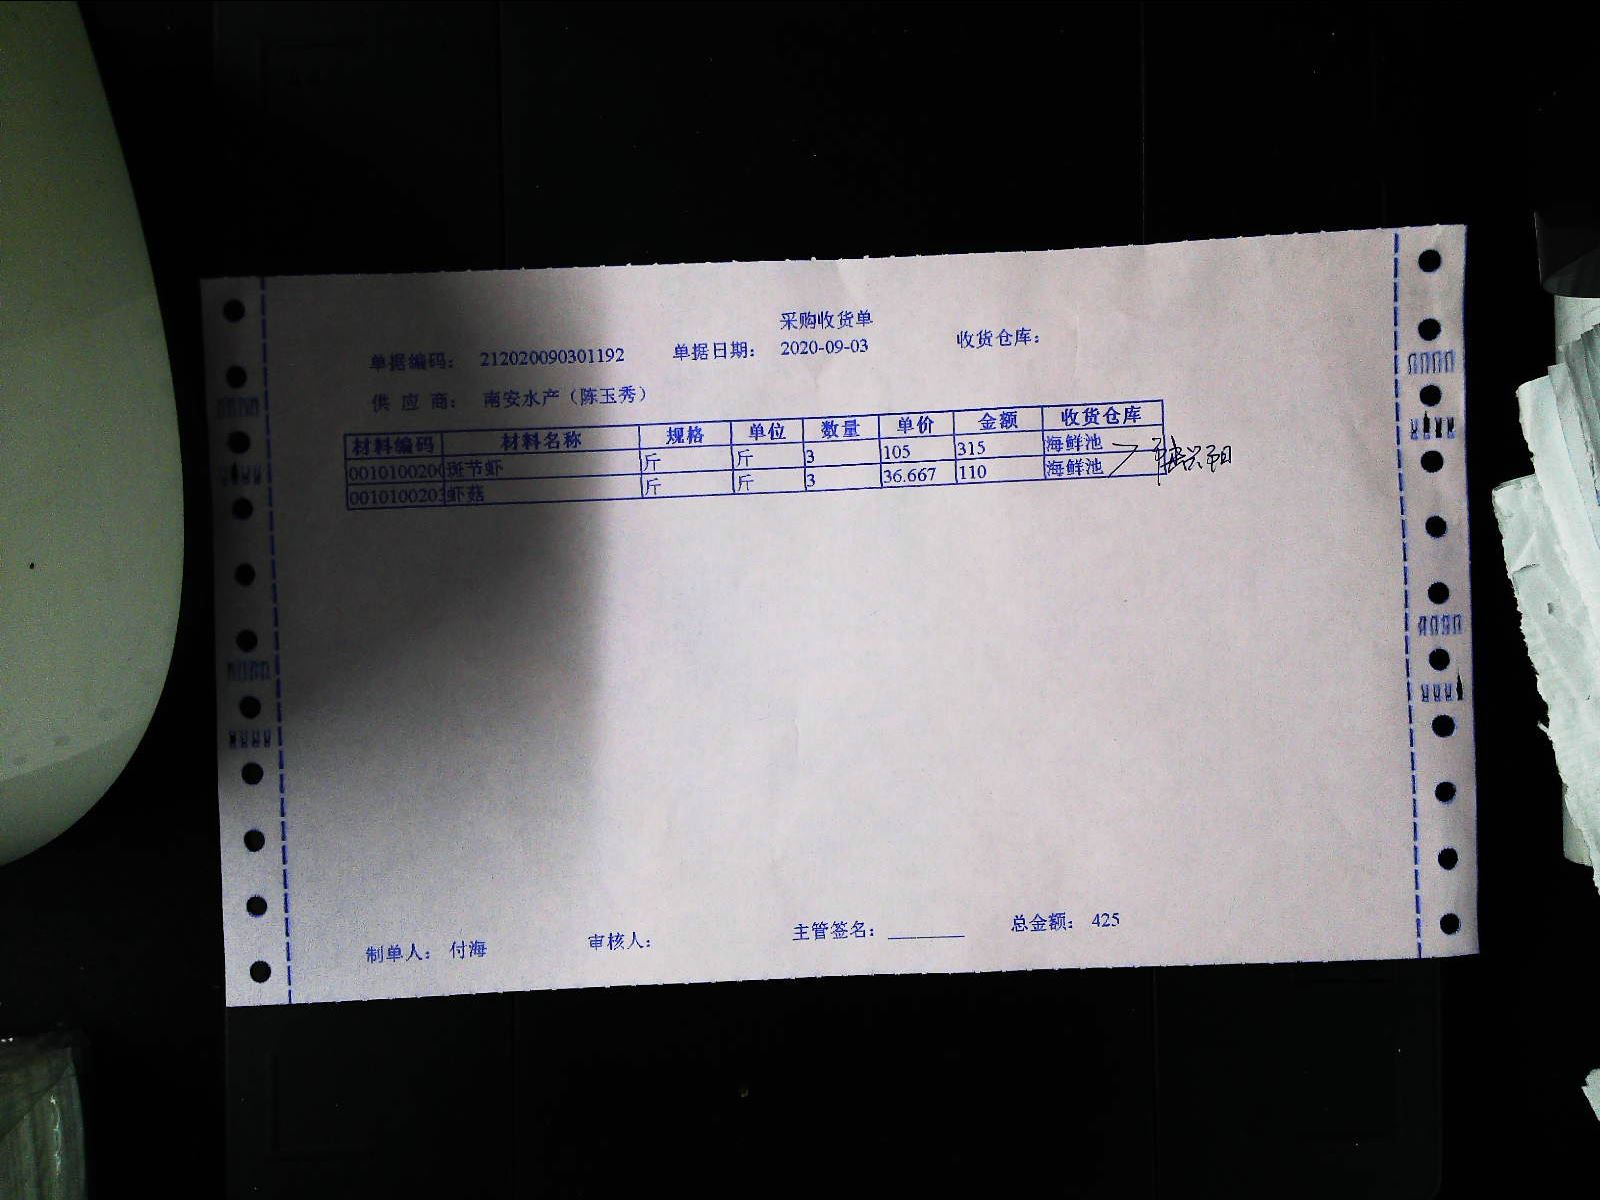 采购收货单
单据编码： 212020090301192 单据日期： 2020-09-03 收货仓库：
供 应 商： 南安水产（陈玉秀）
材料编码 材料名称 规格 单位 数量 单价 金额 收货仓库
0010100200 斑节虾 斤 斤 3 105 315 海鲜池
0010100203 虾菇 斤 斤 3 36.667 110 海鲜池
制单人： 付海 审核人： 主管签名： ________ 总金额： 425